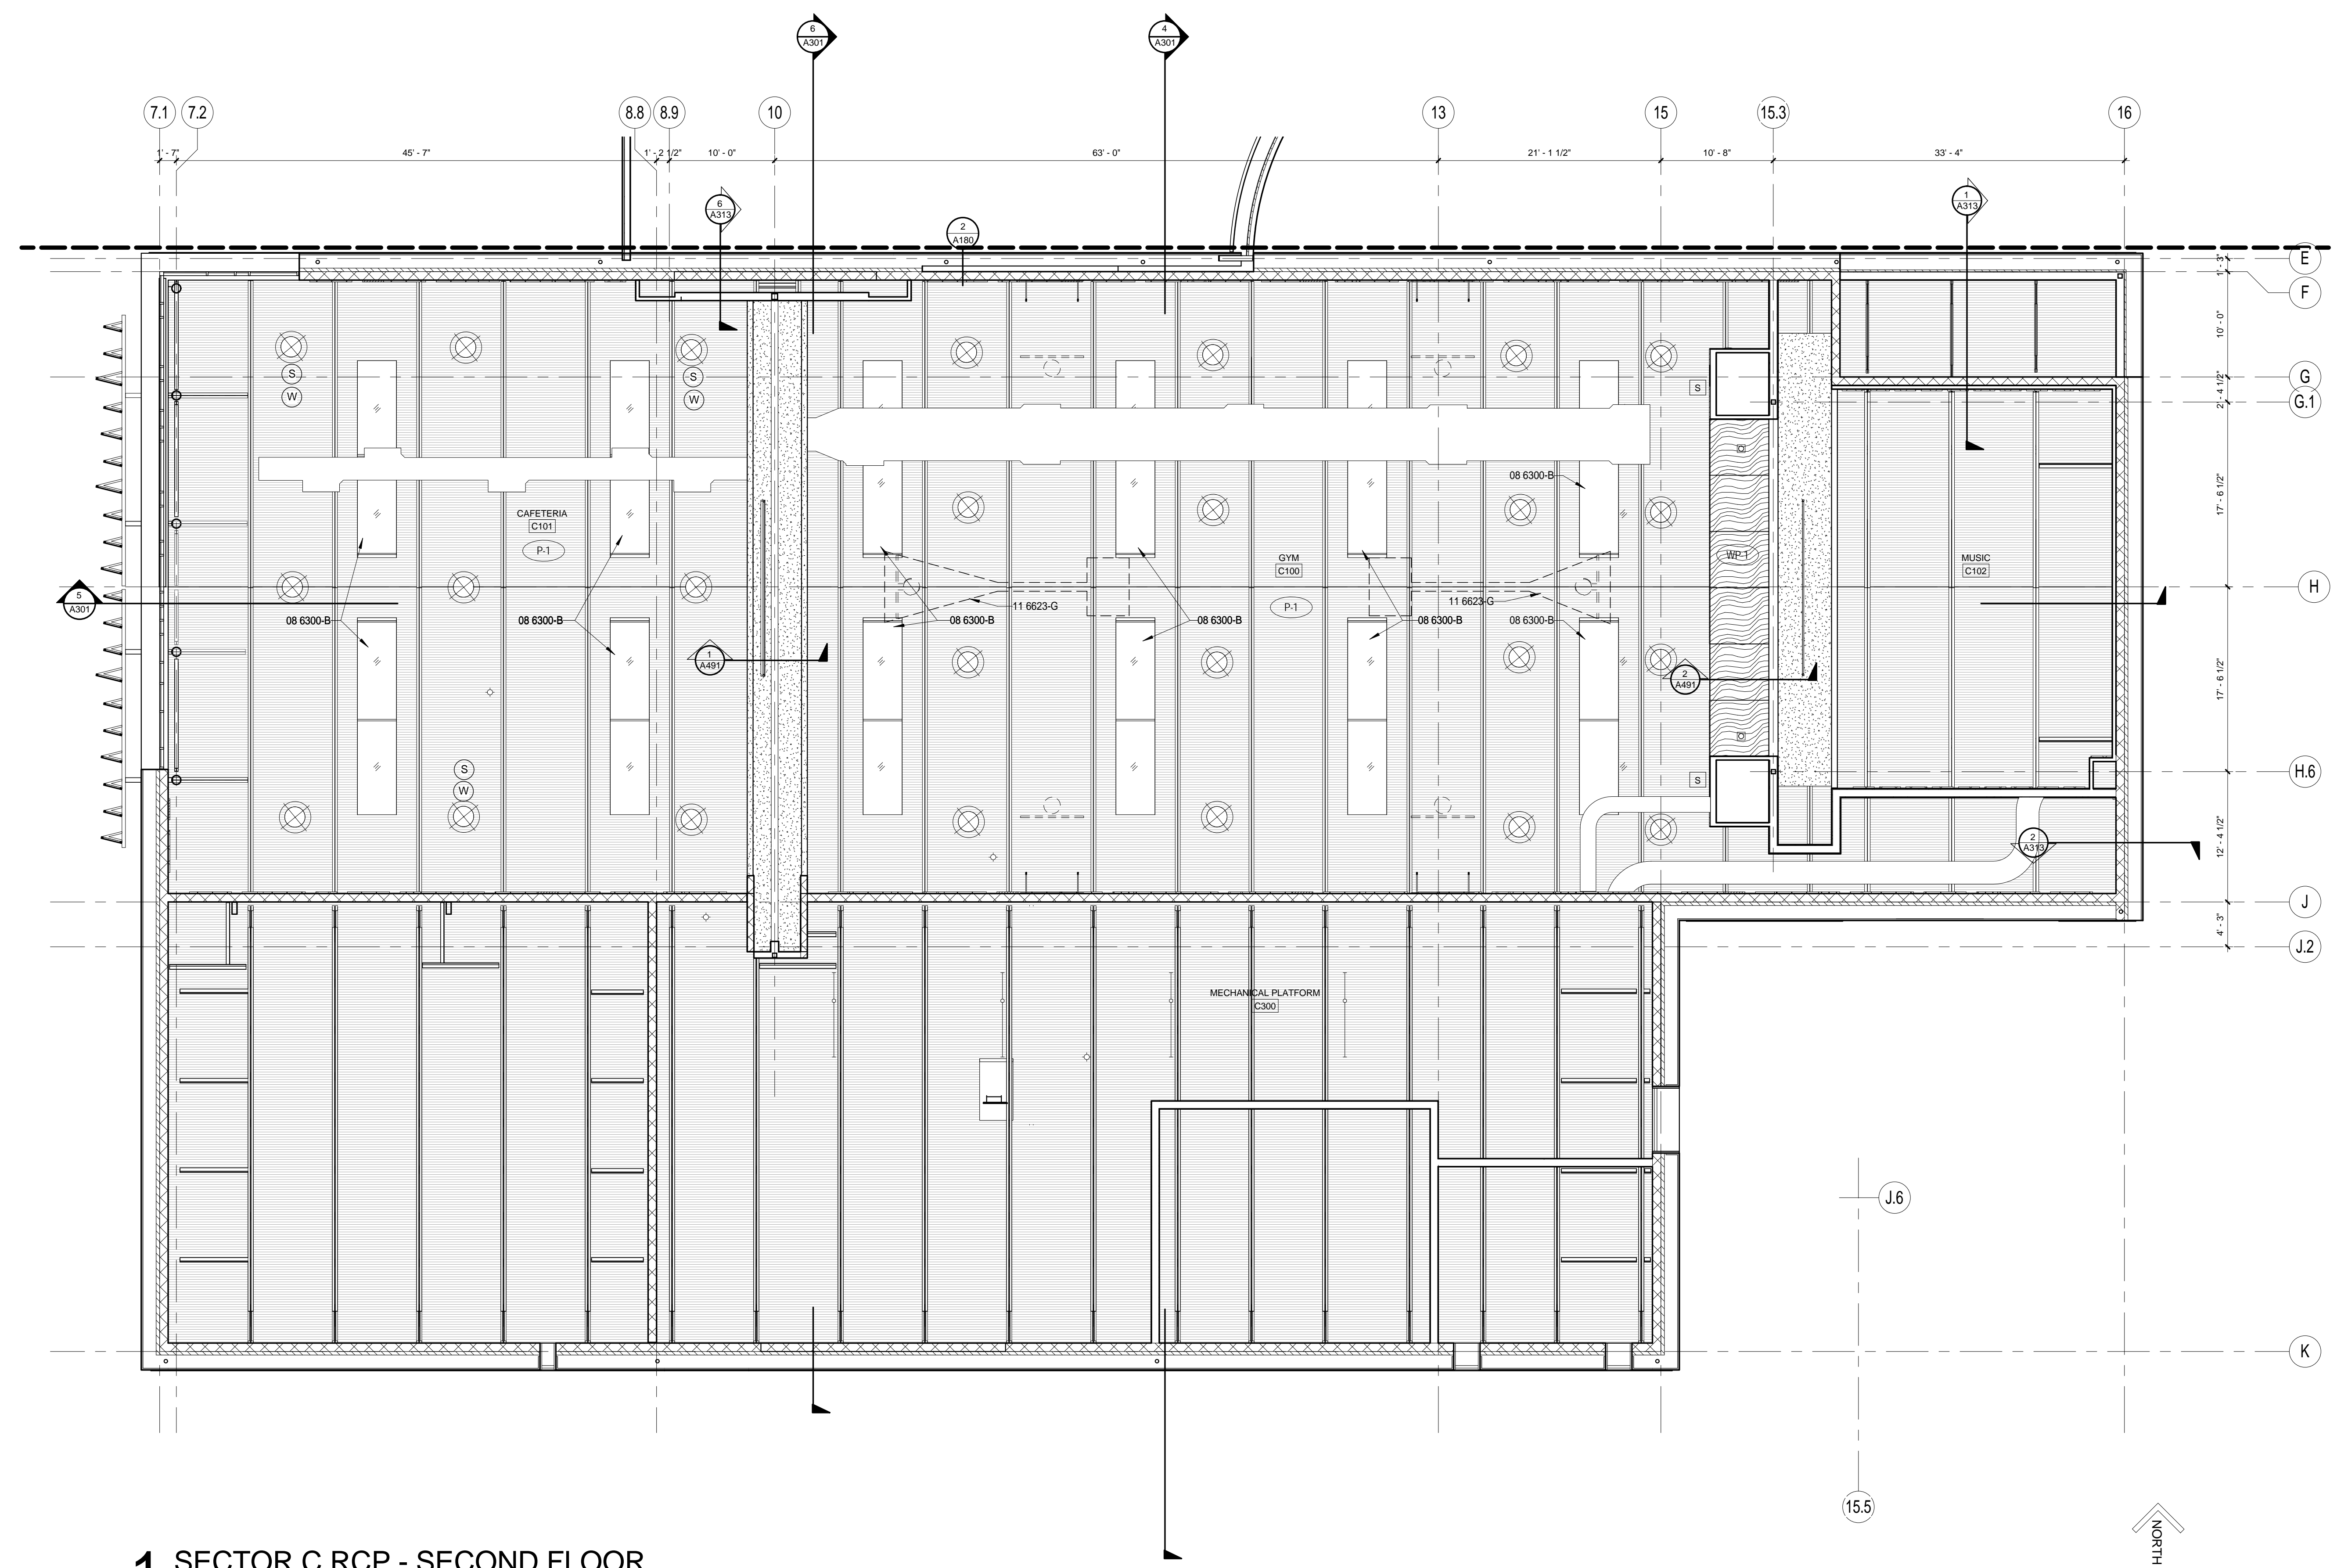 6
A301
4
A301
7.1
7.2
8.8
8.9
10
13
15
15.3
16
1' - 7"
45' - 7"
1' - 2 1/2"
10' - 0"
63' - 0"
21' - 1 1/2"
10' - 8"
33' - 4"
6
A313
2
A180
1
A313
E
1' - 3"
F
10' - 0"
G
2' - 4 1/2"
G.1
S
W
S
W
S
08 6300-B
17' - 6 1/2"
CAFETERIA
C101
P-1
GYM
C100
P-1
WP-1
MUSIC
C102
5
A301
H
11 6623-G
11 6623-G
08 6300-B
08 6300-B
08 6300-B
08 6300-B
08 6300-B
08 6300-B
1
A491
2
A491
17' - 6 1/2"
S
W
S
H.6
12' - 4 1/2"
2
A313
J
4' - 3"
J.2
MECHANICAL PLATFORM
C300
J.6
K
15.5
NORTH
1 SECTOR C RCP - SECOND FLOOR